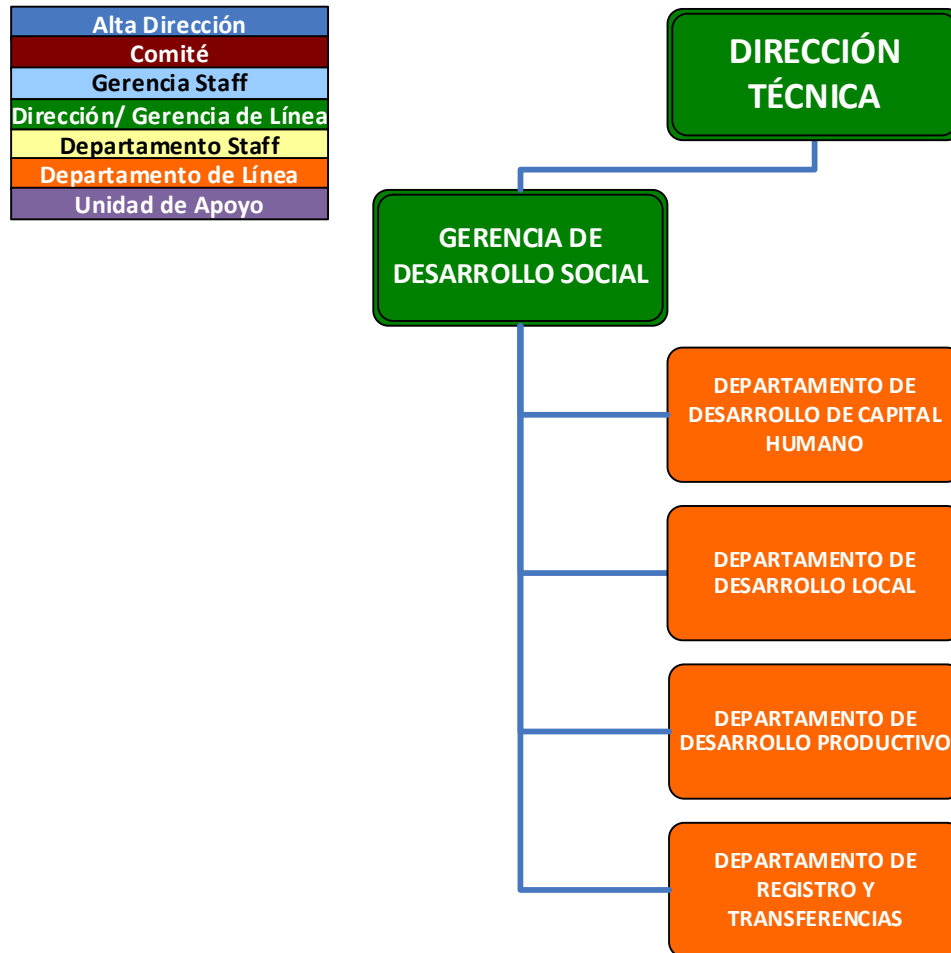 Alta Dirección
Comité
Gerencia Staff
Dirección/ Gerencia de Línea
Departamento Staff
Departamento de Línea
Unidad de Apoyo
DIRECCIÓN
TÉCNICA
GERENCIA DE
DESARROLLO SOCIAL
DEPARTAMENTO DE
DESARROLLO DE CAPITAL
HUMANO
DEPARTAMENTO DE
DESARROLLO LOCAL
DEPARTAMENTO DE
DESARROLLO PRODUCTIVO
DEPARTAMENTO DE
REGISTRO Y
TRANSFERENCIAS